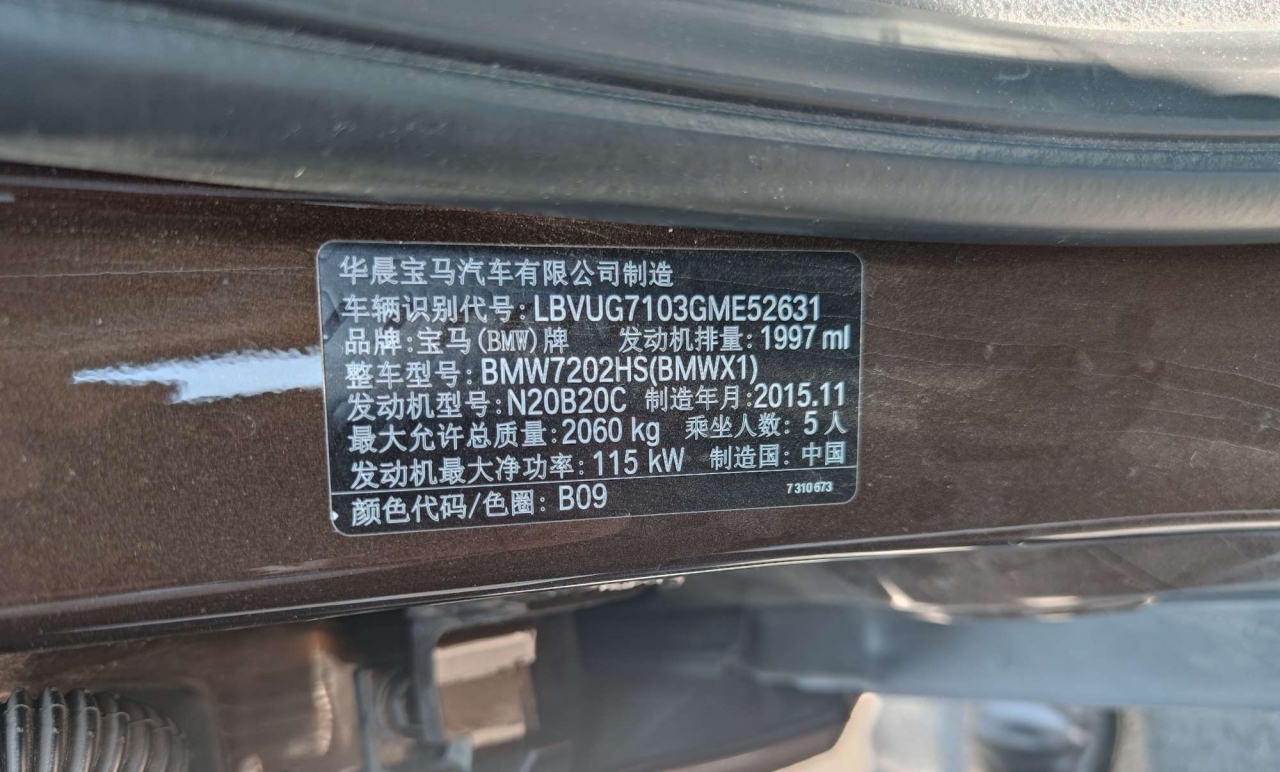 华晨宝马汽车有限公司制造
车辆识别代号: LBVUG7103GME52631
品牌:宝马(BMW)牌 发动机排量: 1997 ml
整车型号: BMW7202HS(BMWX1)
发动机型号: N20B20C 制造年月:2015.11
最大允许总质量: 2060 kg 乘坐人数: 5 人
发动机最大净功率: 115 kW 制造国: 中国
颜色代码/色圈: B09 7 310 673